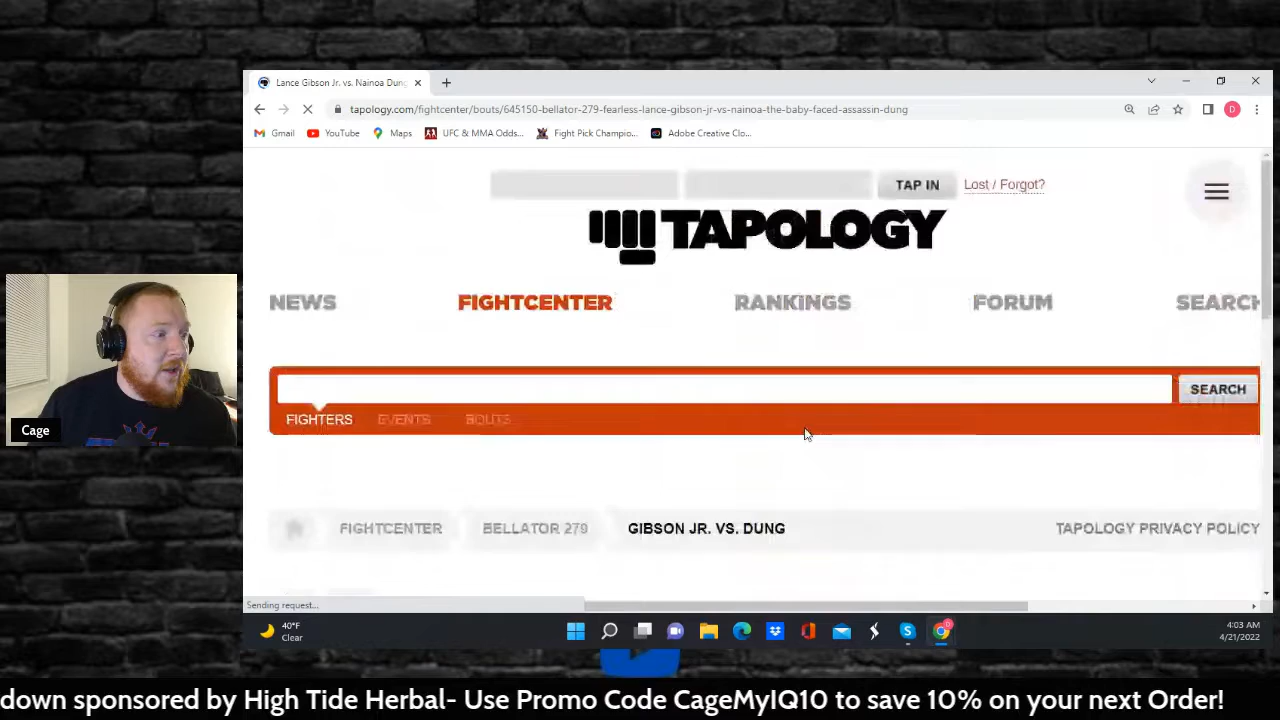 Lance Gibson Jr. vs. Nainoa Dung
tapology.com/fightcenter/bouts/645150-bellator-279-fearless-lance-gibson-jr-vs-nainoa-the-baby-faced-assassin-dung
D
Gmail YouTube Maps UFC & MMA Odds... Fight Pick Champio... Adobe Creative Clo...
TAP IN Lost / Forgot?
TAPOLOGY
NEWS FIGHTCENTER RANKINGS FORUM SEARCH
SEARCH
FIGHTERS EVENTS BOUTS
Cage
FIGHTCENTER BELLATOR 279 GIBSON JR. VS. DUNG TAPOLOGY PRIVACY POLICY
Sending request...
40°F
Clear
4:03 AM
4/21/2022
down sponsored by High Tide Herbal- Use Promo Code CageMyIQ10 to save 10% on your next Order!